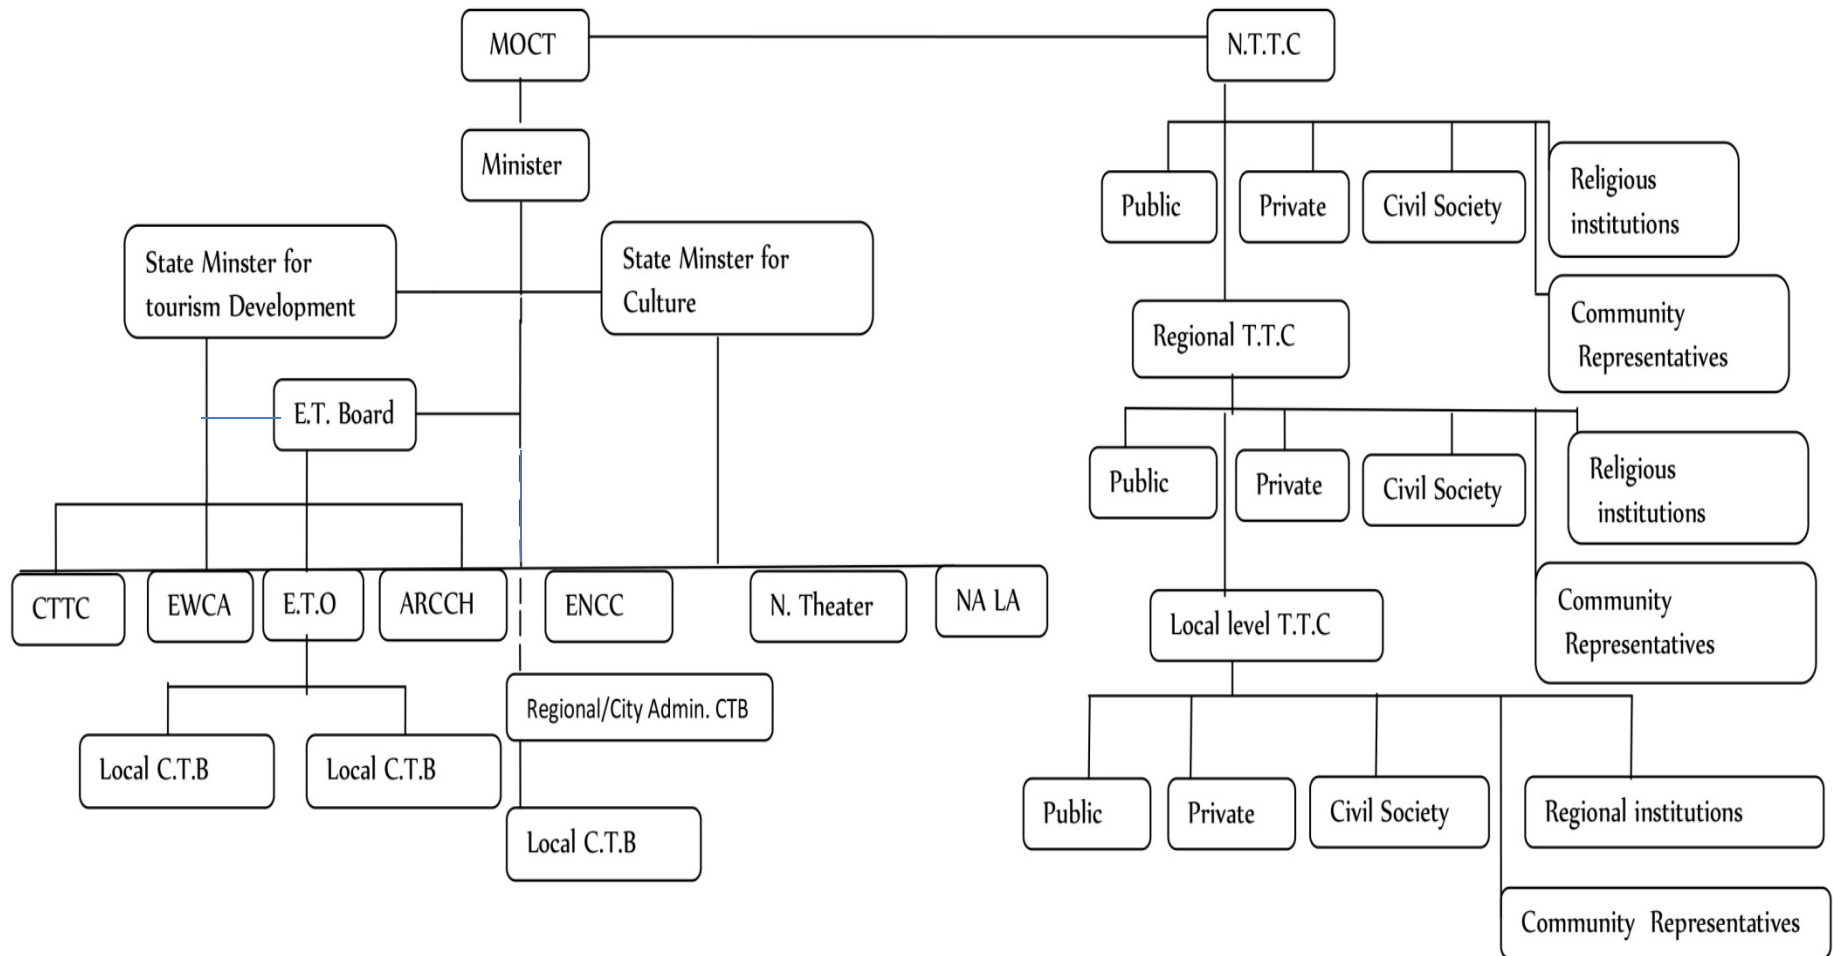 MOCT
N.T.T.C
Minister
State Minster for
tourism Development
State Minster for
Culture
E.T. Board
CTTC
EWCA
E.T.O
ARCCH
ENCC
N. Theater
NA LA
Local C.T.B
Local C.T.B
Regional/City Admin. CTB
Local C.T.B
Public
Private
Civil Society
Religious
institutions
Community
Representatives
Regional T.T.C
Public
Private
Civil Society
Religious
institutions
Community
Representatives
Local level T.T.C
Public
Private
Civil Society
Regional institutions
Community Representatives